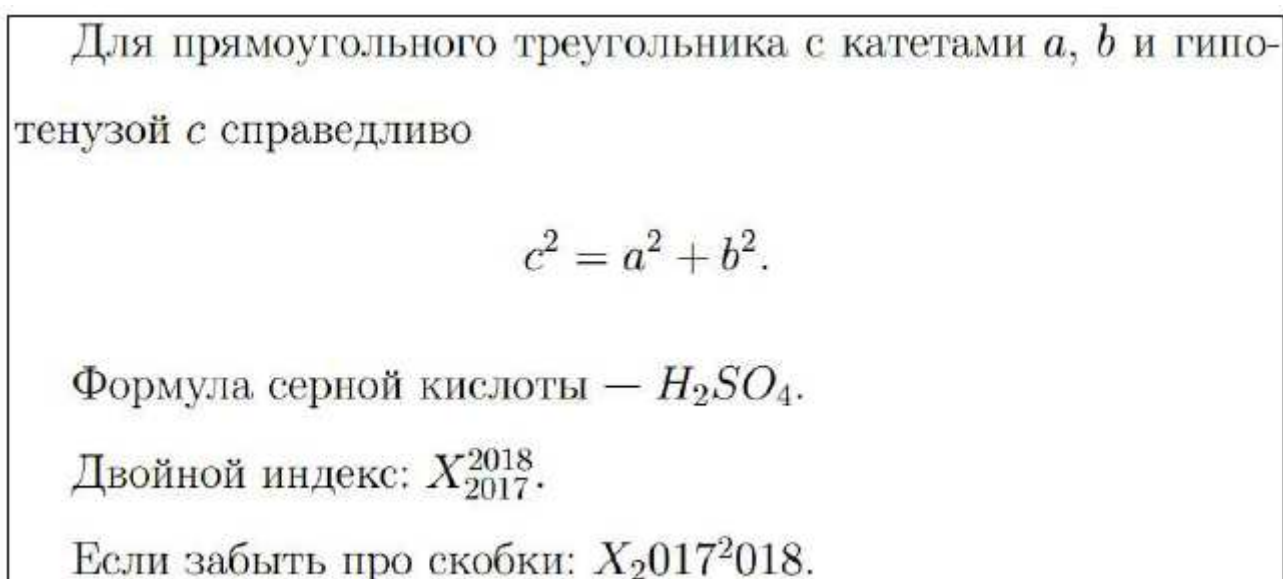 Для прямоугольного треугольника с катетами a, b и гипо-
тенузой c справедливо
c² = a² + b².
Формула серной кислоты — H₂SO₄.
Двойной индекс: X₂₀₁₇²⁰¹⁸.
Если забыть про скобки: X₂017²018.